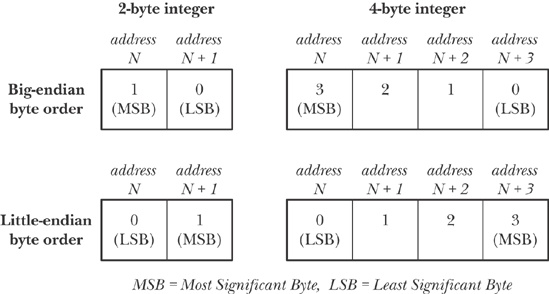 2-byte integer 4-byte integer
address address address address address address
N N + 1 N N + 1 N + 2 N + 3
Big-endian 1 0 3 2 1 0
byte order (MSB) (LSB) (MSB) (LSB)
address address address address address address
N N + 1 N N + 1 N + 2 N + 3
Little-endian 0 1 0 1 2 3
byte order (LSB) (MSB) (LSB) (MSB)
MSB = Most Significant Byte, LSB = Least Significant Byte